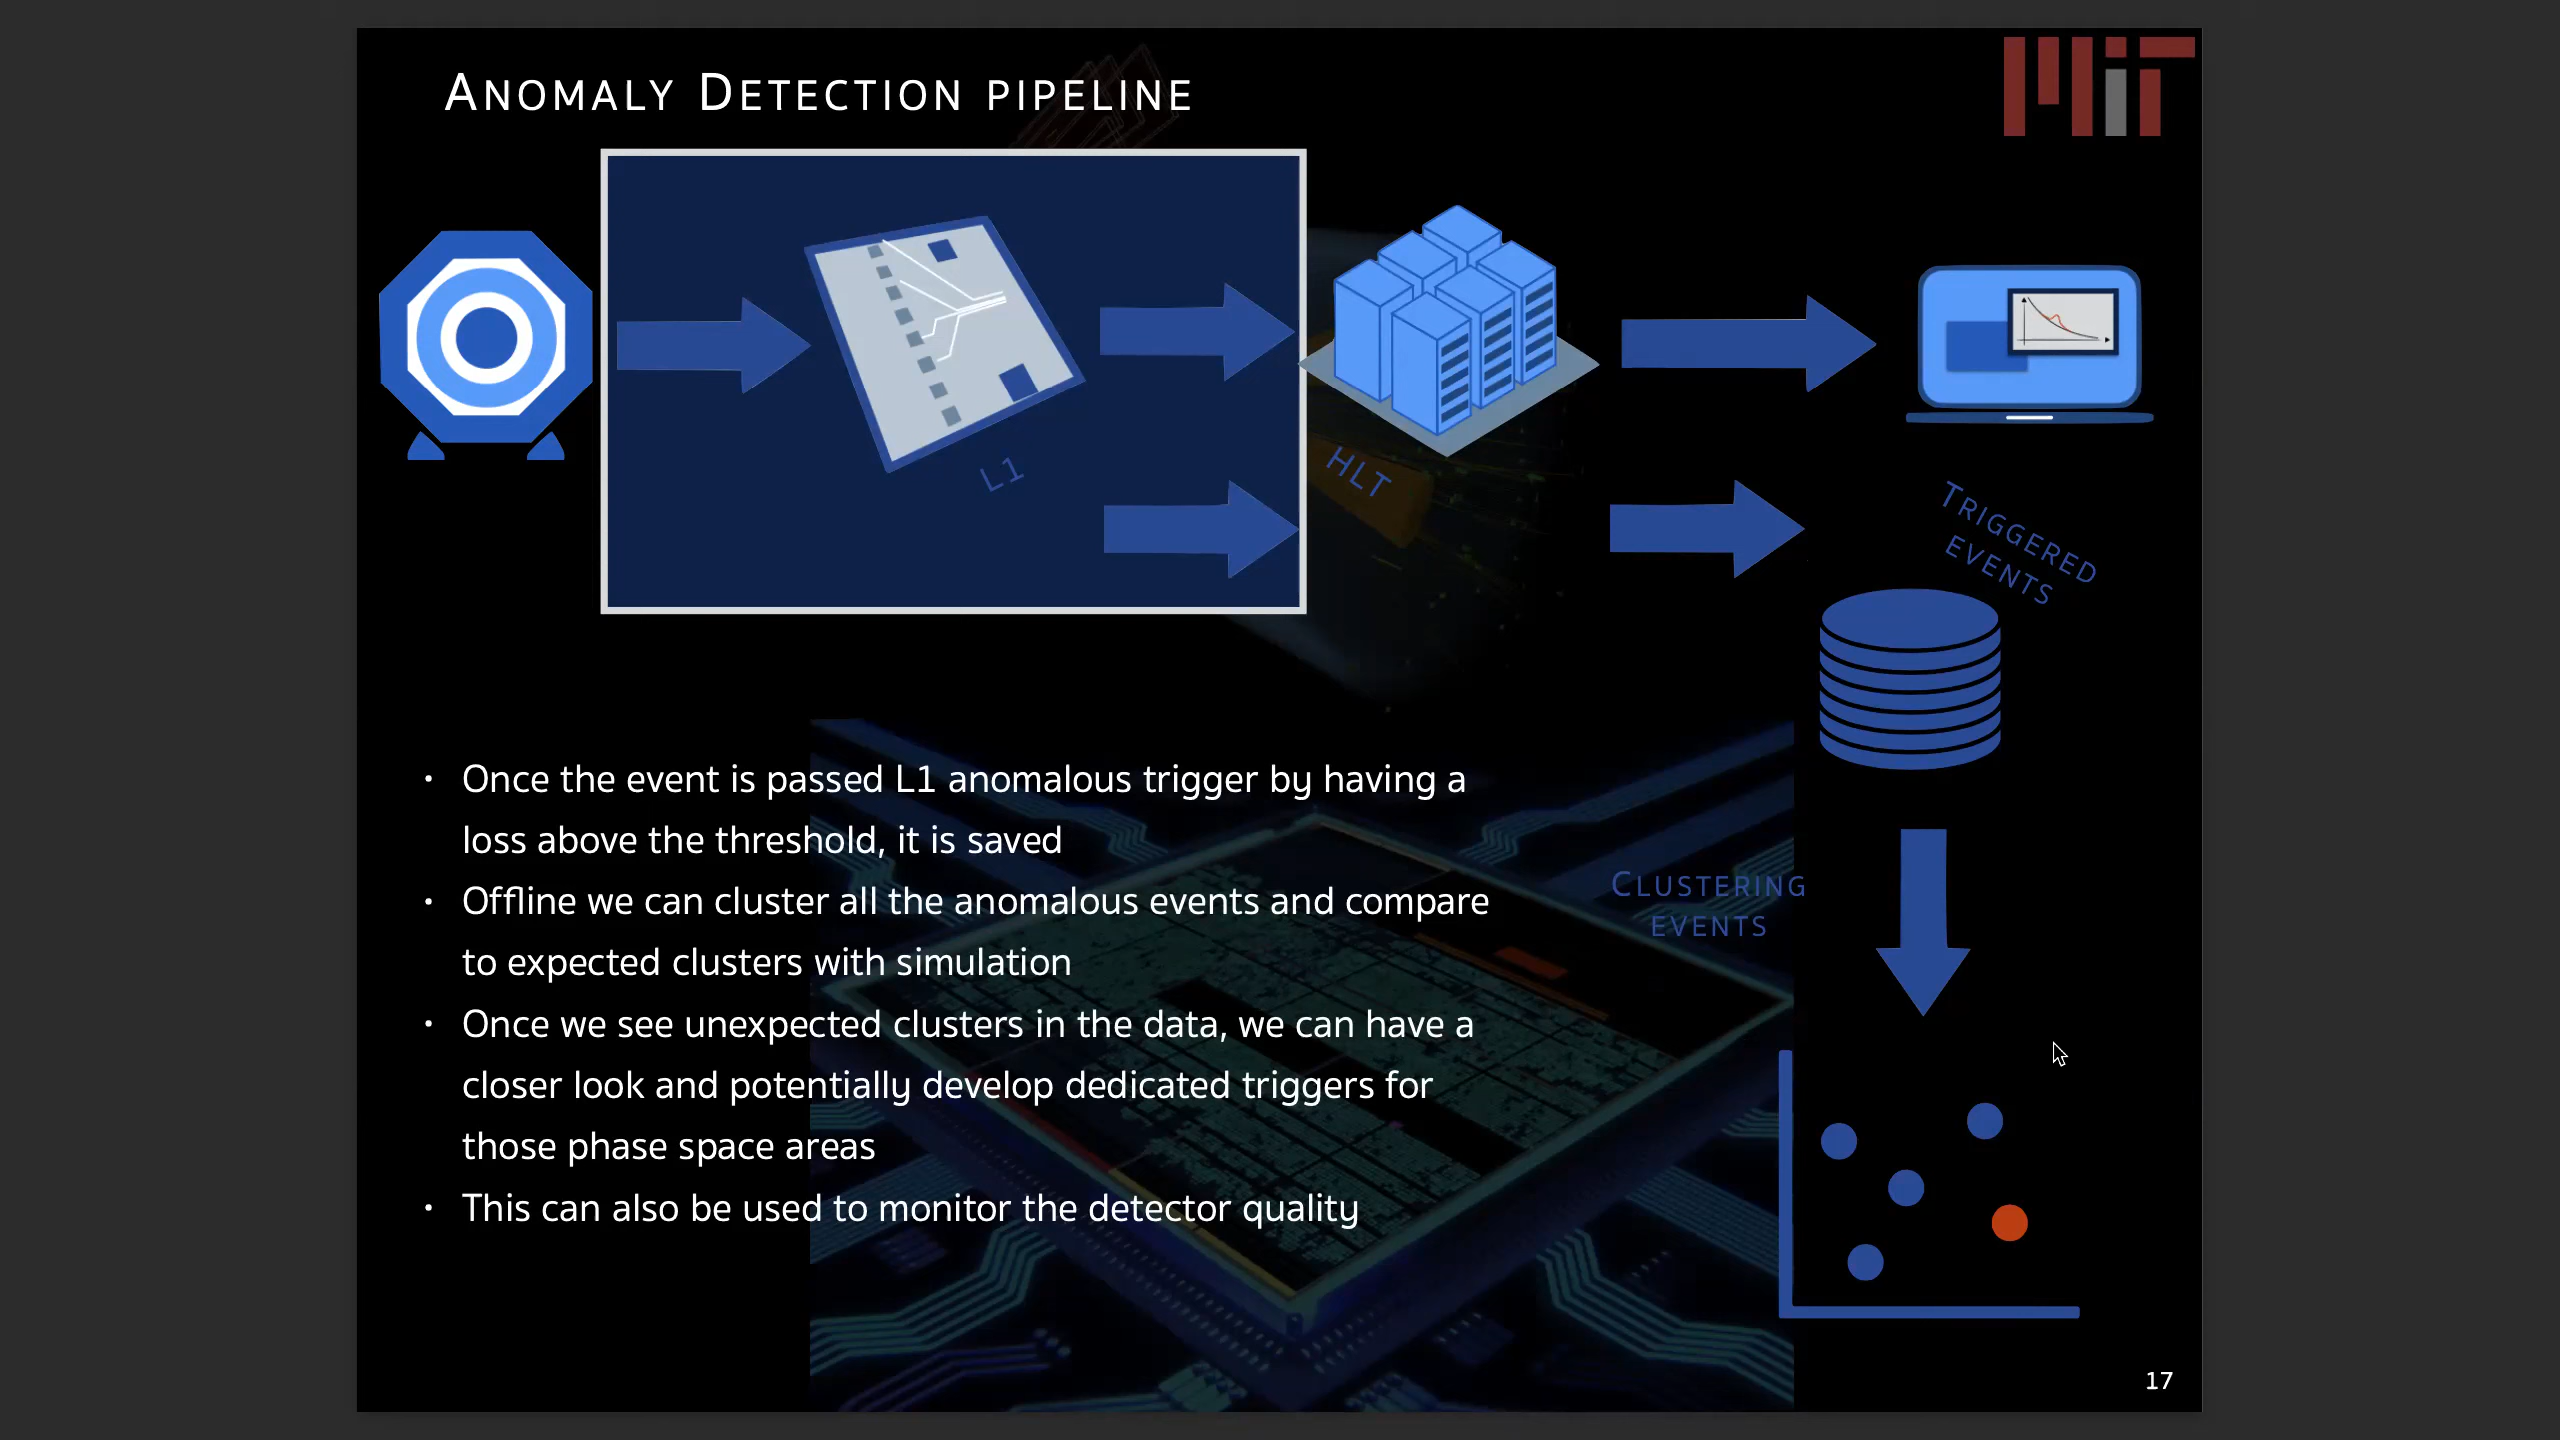 ANOMALY DETECTION PIPELINE
MiT
L1
HLT
TRIGGERED
EVENTS
• Once the event is passed L1 anomalous trigger by having a
loss above the threshold, it is saved
• Offline we can cluster all the anomalous events and compare
to expected clusters with simulation
• Once we see unexpected clusters in the data, we can have a
closer look and potentially develop dedicated triggers for
those phase space areas
• This can also be used to monitor the detector quality
CLUSTERING
EVENTS
17